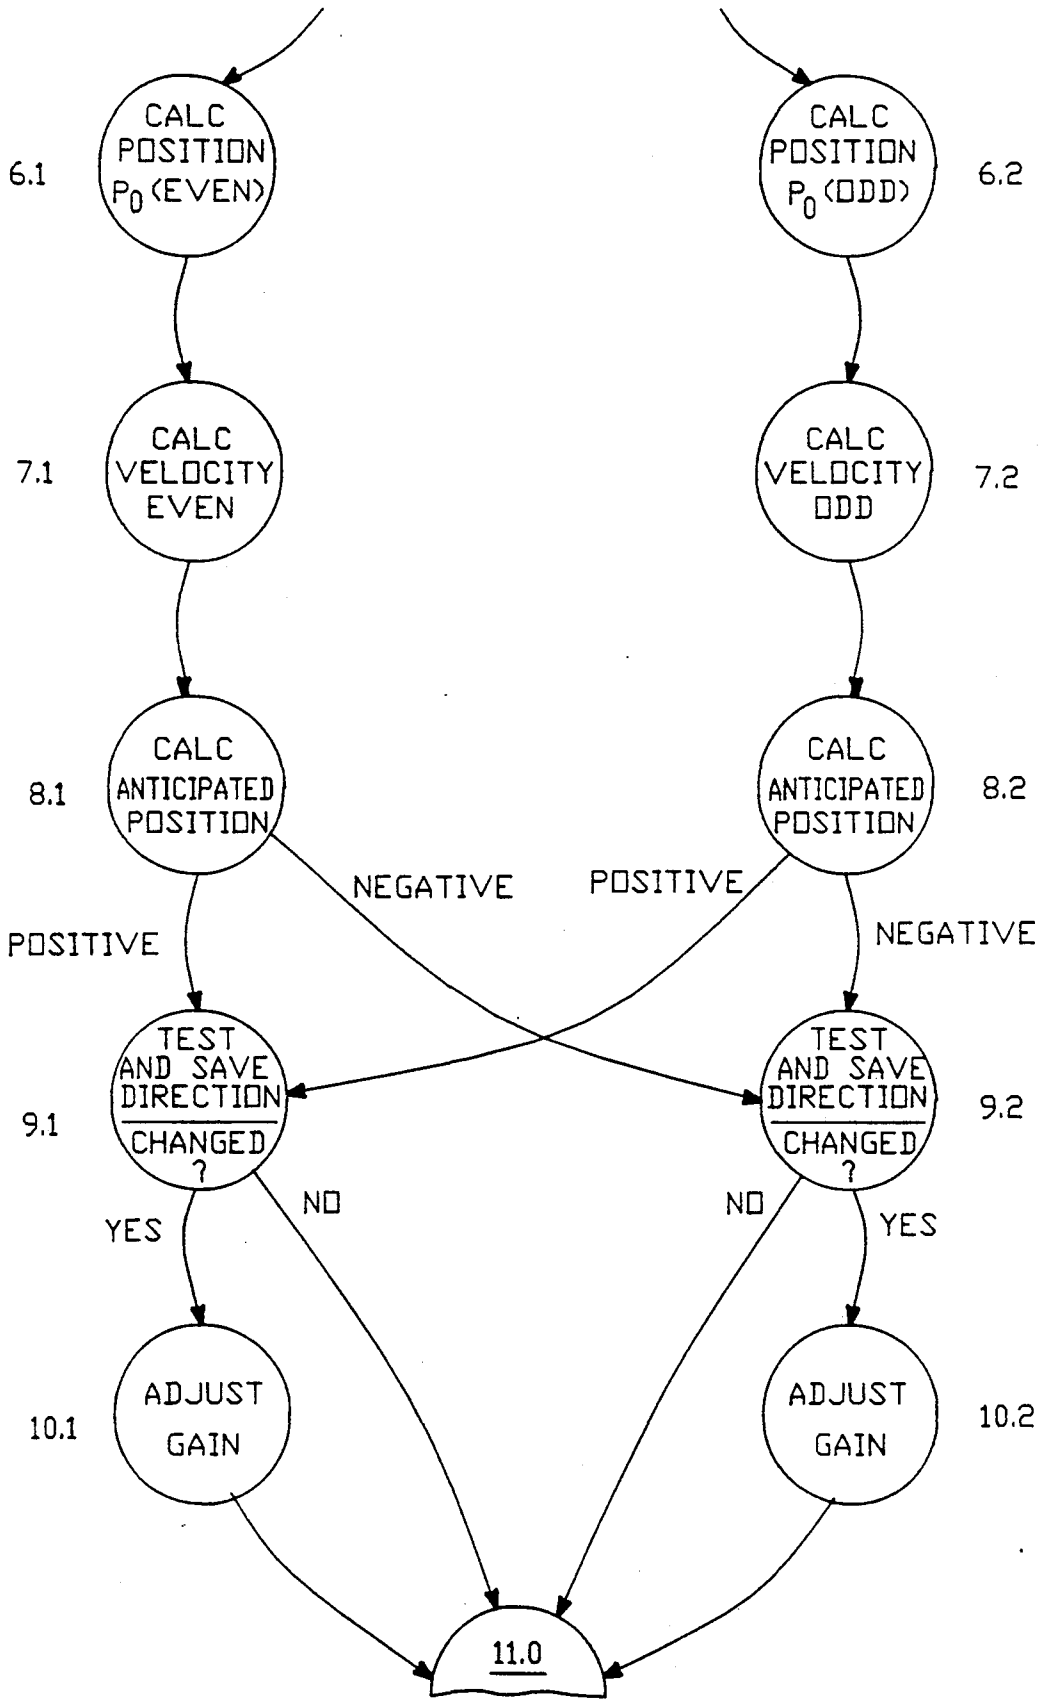 6.1
CALC
POSITION
P0 (EVEN)
CALC
POSITION
P0 (ODD)
6.2
7.1
CALC
VELOCITY
EVEN
CALC
VELOCITY
ODD
7.2
8.1
CALC
ANTICIPATED
POSITION
CALC
ANTICIPATED
POSITION
8.2
NEGATIVE
POSITIVE
POSITIVE
NEGATIVE
9.1
TEST
AND SAVE
DIRECTION
CHANGED
?
TEST
AND SAVE
DIRECTION
CHANGED
?
9.2
YES
NO
NO
YES
10.1
ADJUST
GAIN
ADJUST
GAIN
10.2
11.0